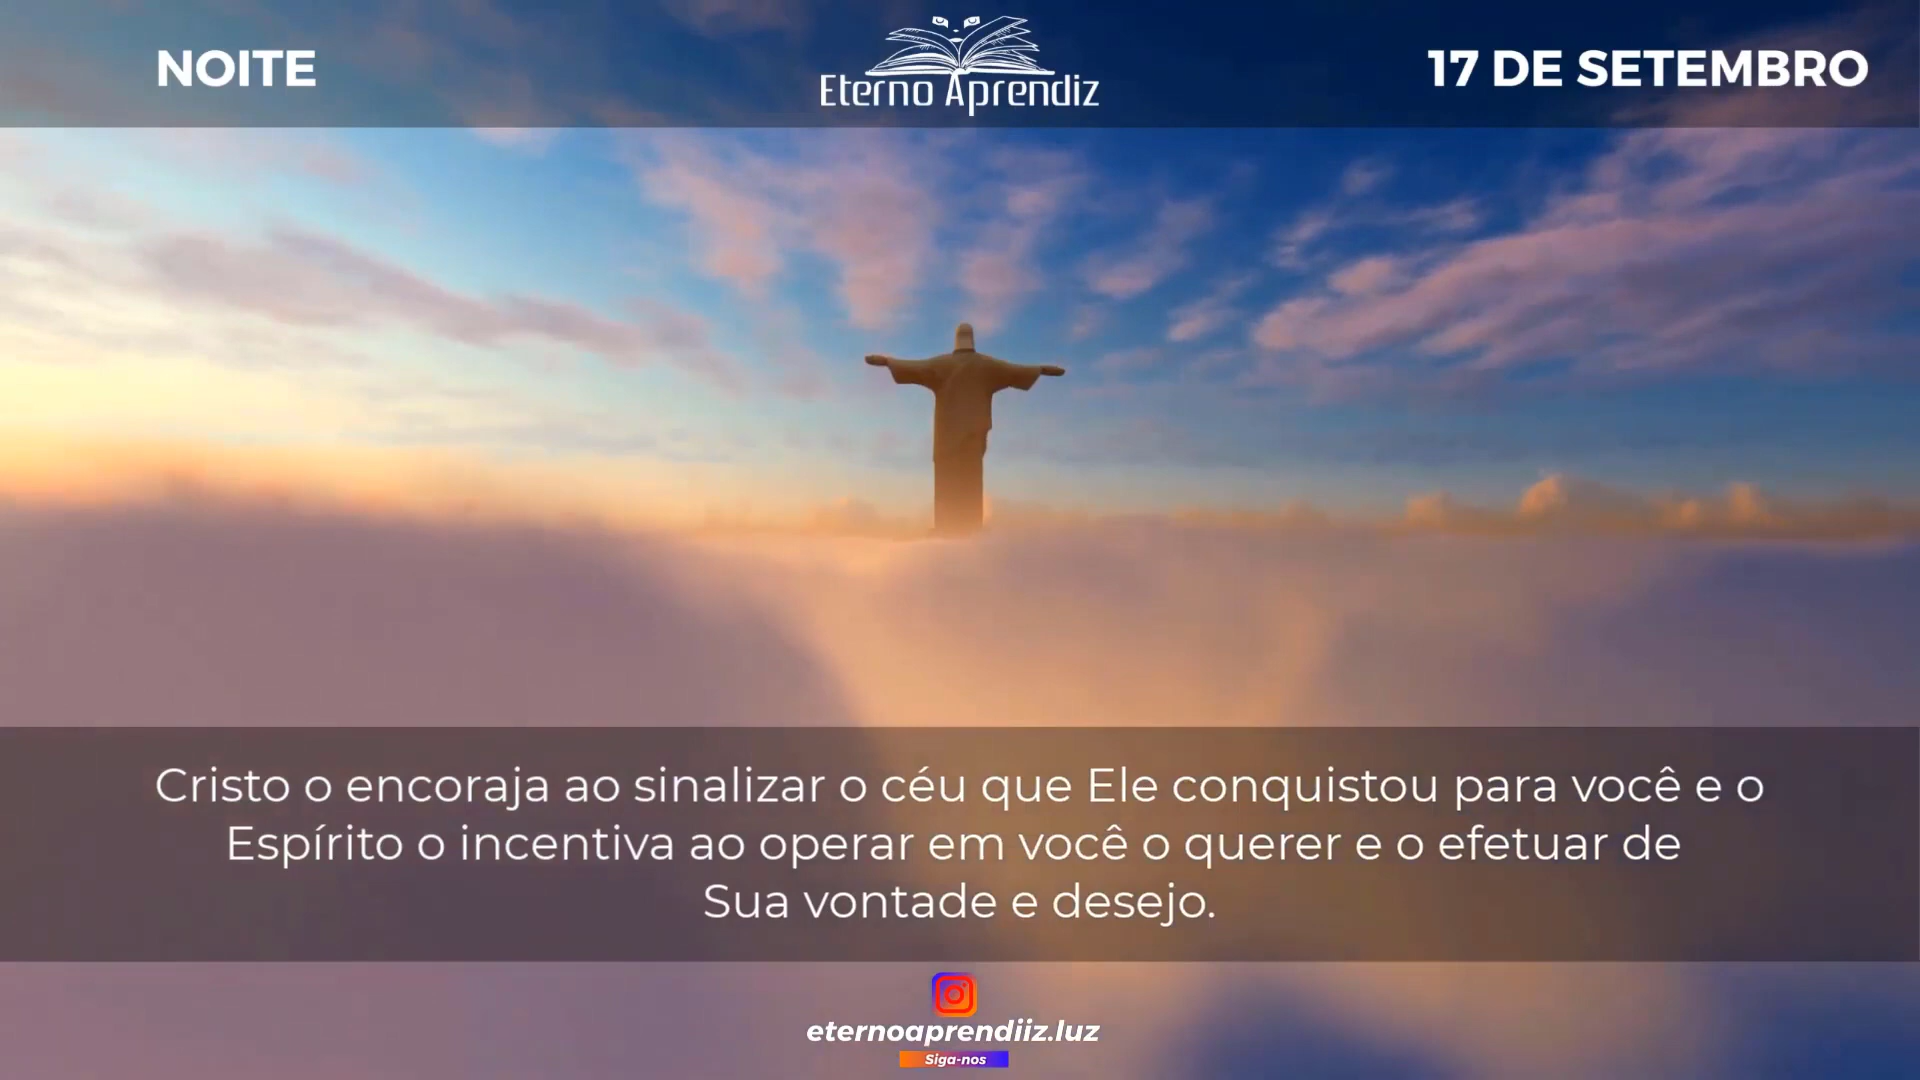 NOITE
Eterno Aprendiz
17 DE SETEMBRO
Cristo o encoraja ao sinalizar o céu que Ele conquistou para você e o
Espírito o incentiva ao operar em você o querer e o efetuar de
Sua vontade e desejo.
eternoaprendiiz.luz
Siga-nos